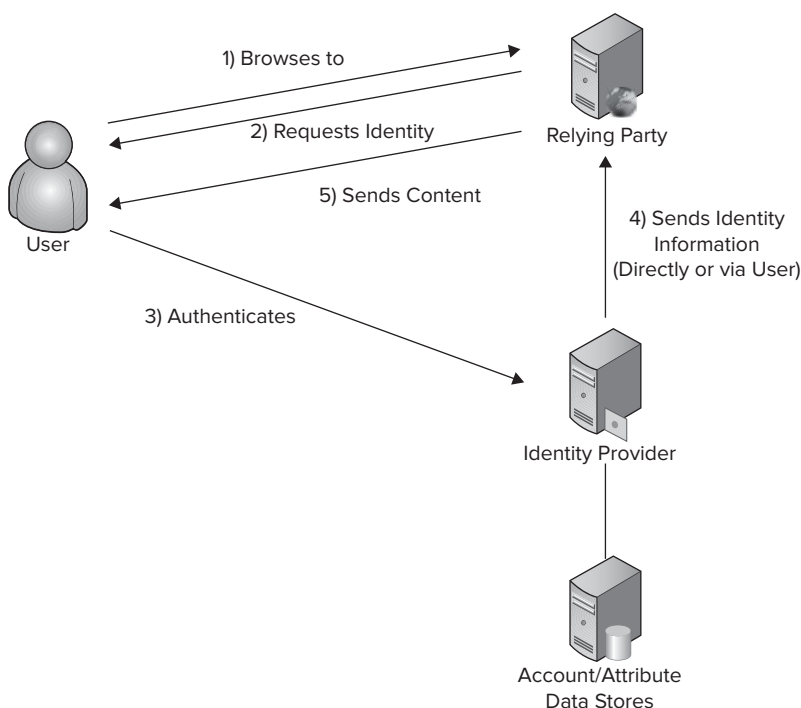 1) Browses to
2) Requests Identity
Relying Party
5) Sends Content
User
4) Sends Identity
Information
(Directly or via User)
3) Authenticates
Identity Provider
Account/Attribute
Data Stores